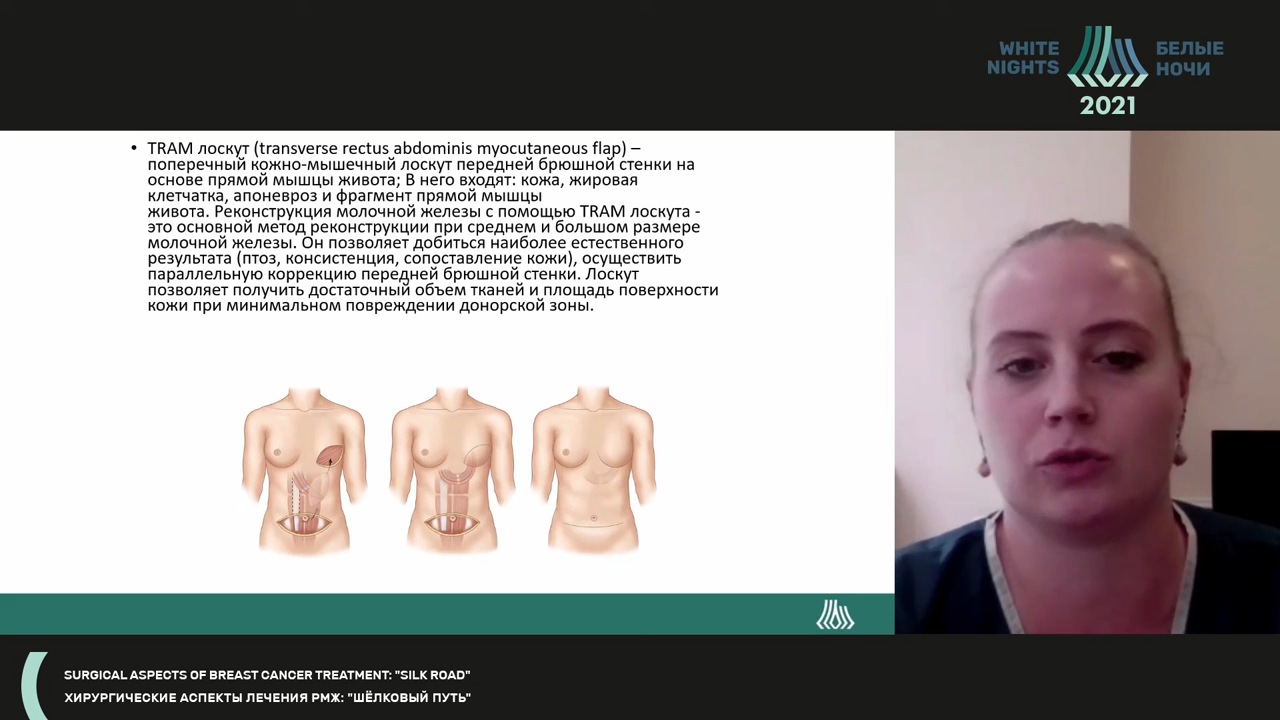 WHITE
NIGHTS
БЕЛЫЕ
НОЧИ
2021
• TRAM лоскут (transverse rectus abdominis myocutaneous flap) –
поперечный кожно-мышечный лоскут передней брюшной стенки на
основе прямой мышцы живота; В него входят: кожа, жировая
клетчатка, апоневроз и фрагмент прямой мышцы
живота. Реконструкция молочной железы с помощью TRAM лоскута -
это основной метод реконструкции при среднем и большом размере
молочной железы. Он позволяет добиться наиболее естественного
результата (птоз, консистенция, сопоставление кожи), осуществить
параллельную коррекцию передней брюшной стенки. Лоскут
позволяет получить достаточный объем тканей и площадь поверхности
кожи при минимальном повреждении донорской зоны.
SURGICAL ASPECTS OF BREAST CANCER TREATMENT: "SILK ROAD"
ХИРУРГИЧЕСКИЕ АСПЕКТЫ ЛЕЧЕНИЯ РМЖ: "ШЁЛКОВЫЙ ПУТЬ"